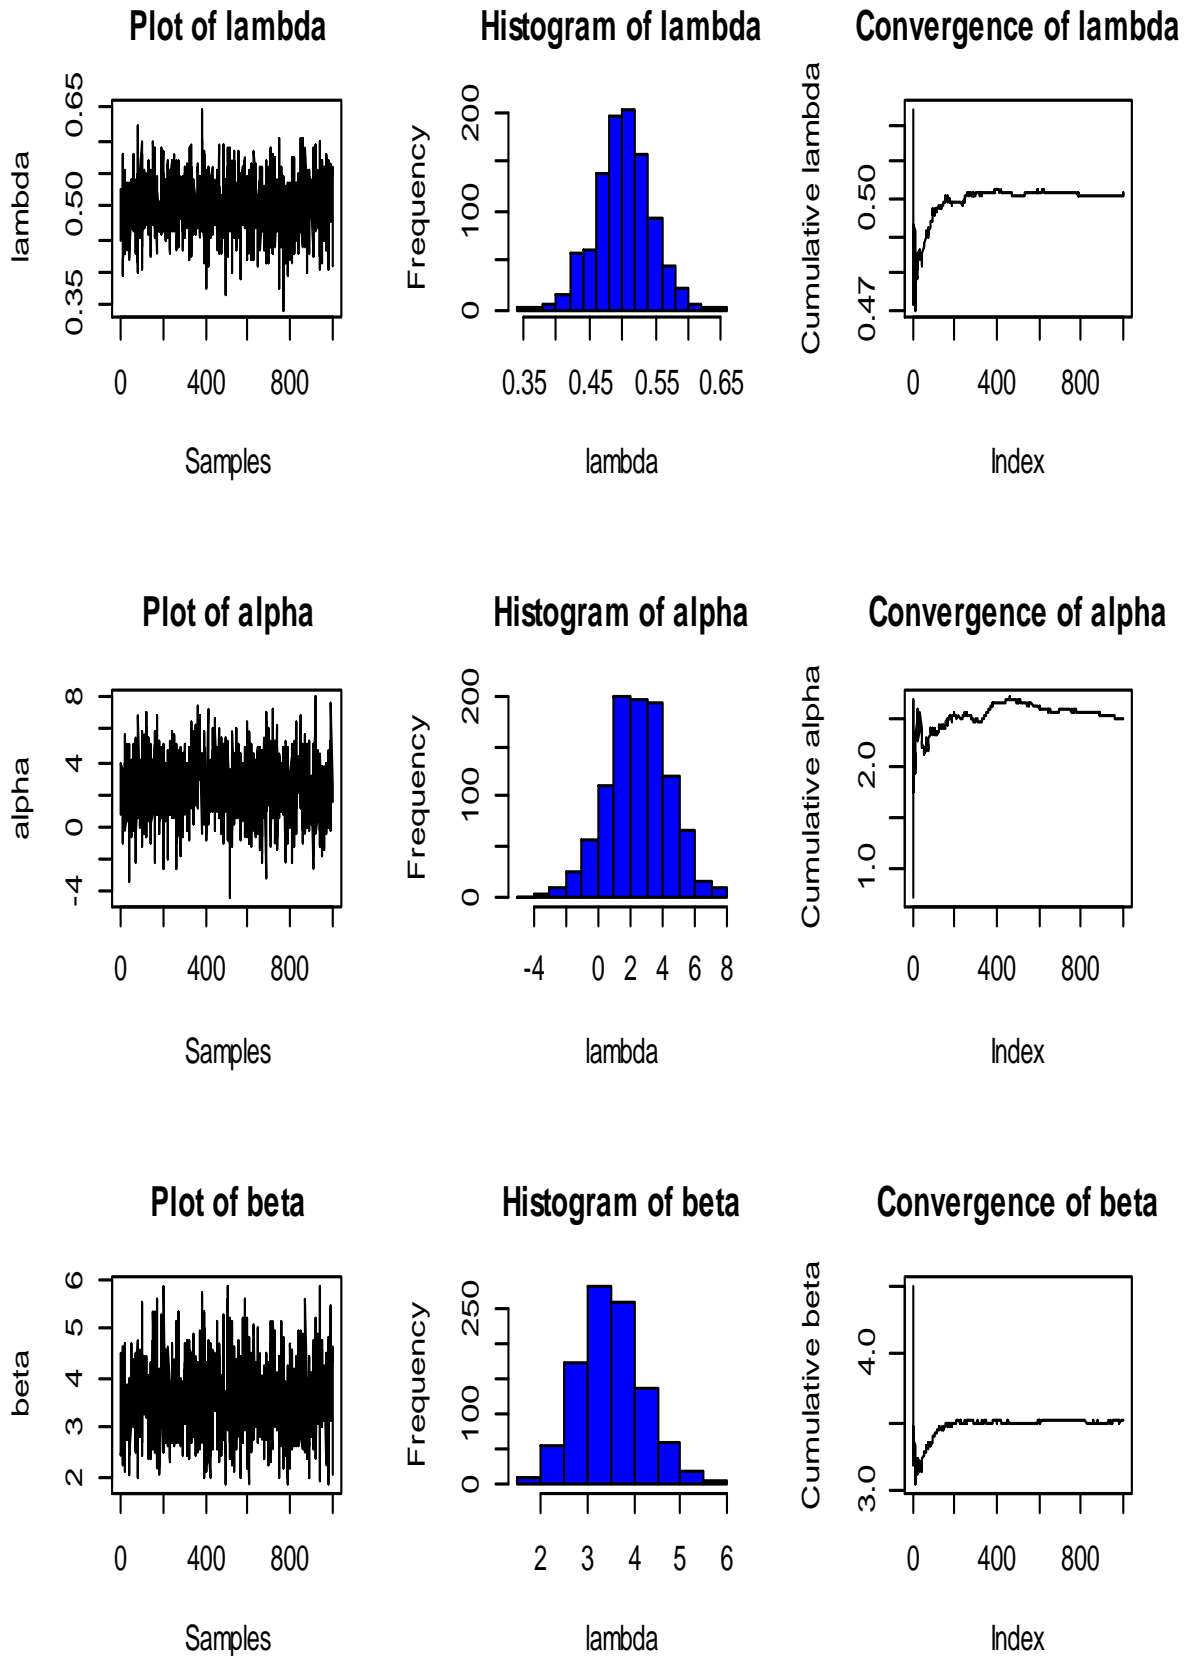 Plot of lambda
lambda
0.35 0.50 0.65
0 400 800
Samples
Histogram of lambda
Frequency
0 100 200
0.35 0.45 0.55 0.65
lambda
Convergence of lambda
Cumulative lambda
0.47 0.50
0 400 800
Index
Plot of alpha
alpha
-4 0 4 8
0 400 800
Samples
Histogram of alpha
Frequency
0 100 200
-4 0 2 4 6 8
lambda
Convergence of alpha
Cumulative alpha
1.0 2.0
0 400 800
Index
Plot of beta
beta
2 3 4 5 6
0 400 800
Samples
Histogram of beta
Frequency
0 100 250
2 3 4 5 6
lambda
Convergence of beta
Cumulative beta
3.0 4.0
0 400 800
Index